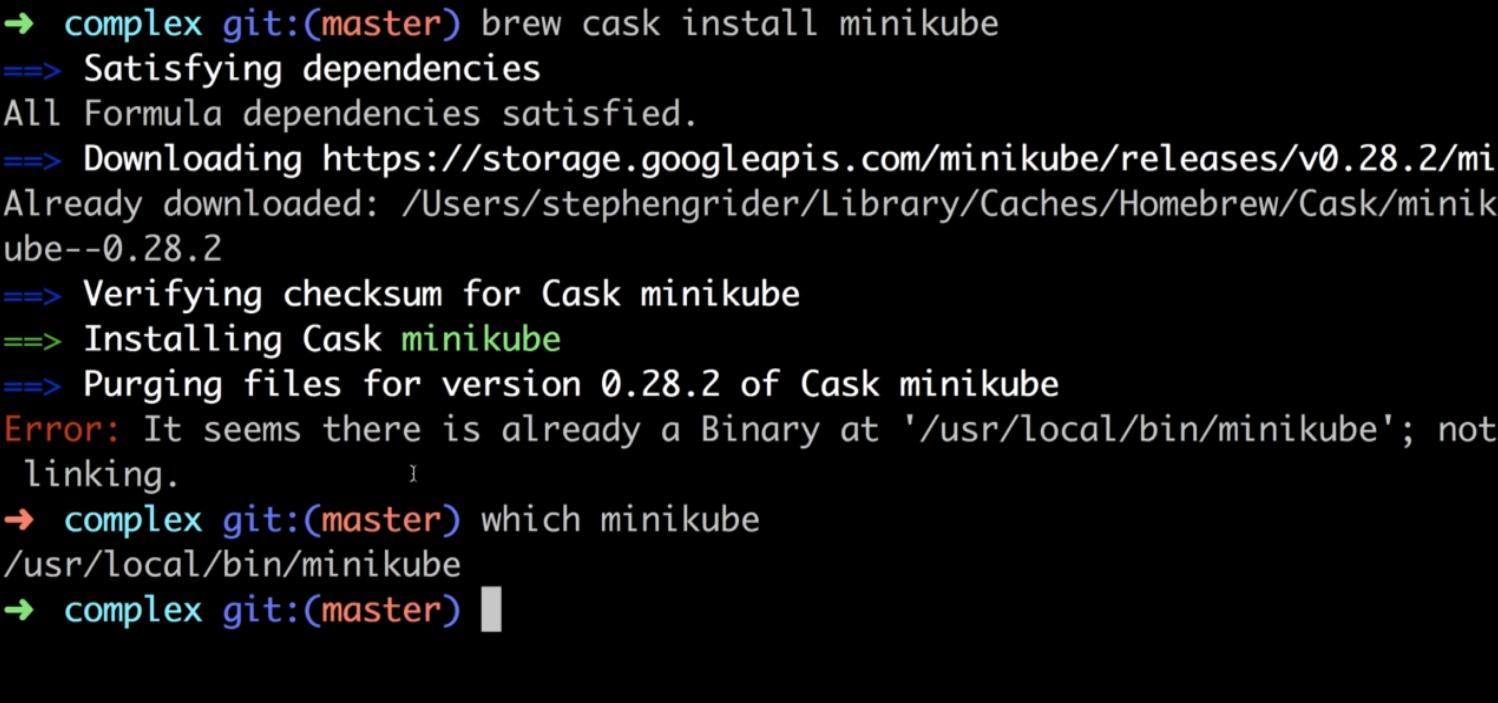 ➜ complex git:(master) brew cask install minikube
==> Satisfying dependencies
All Formula dependencies satisfied.
==> Downloading https://storage.googleapis.com/minikube/releases/v0.28.2/mi
Already downloaded: /Users/stephengrider/Library/Caches/Homebrew/Cask/minik
ube--0.28.2
==> Verifying checksum for Cask minikube
==> Installing Cask minikube
==> Purging files for version 0.28.2 of Cask minikube
Error: It seems there is already a Binary at '/usr/local/bin/minikube'; not
 linking.
➜ complex git:(master) which minikube
/usr/local/bin/minikube
➜ complex git:(master)